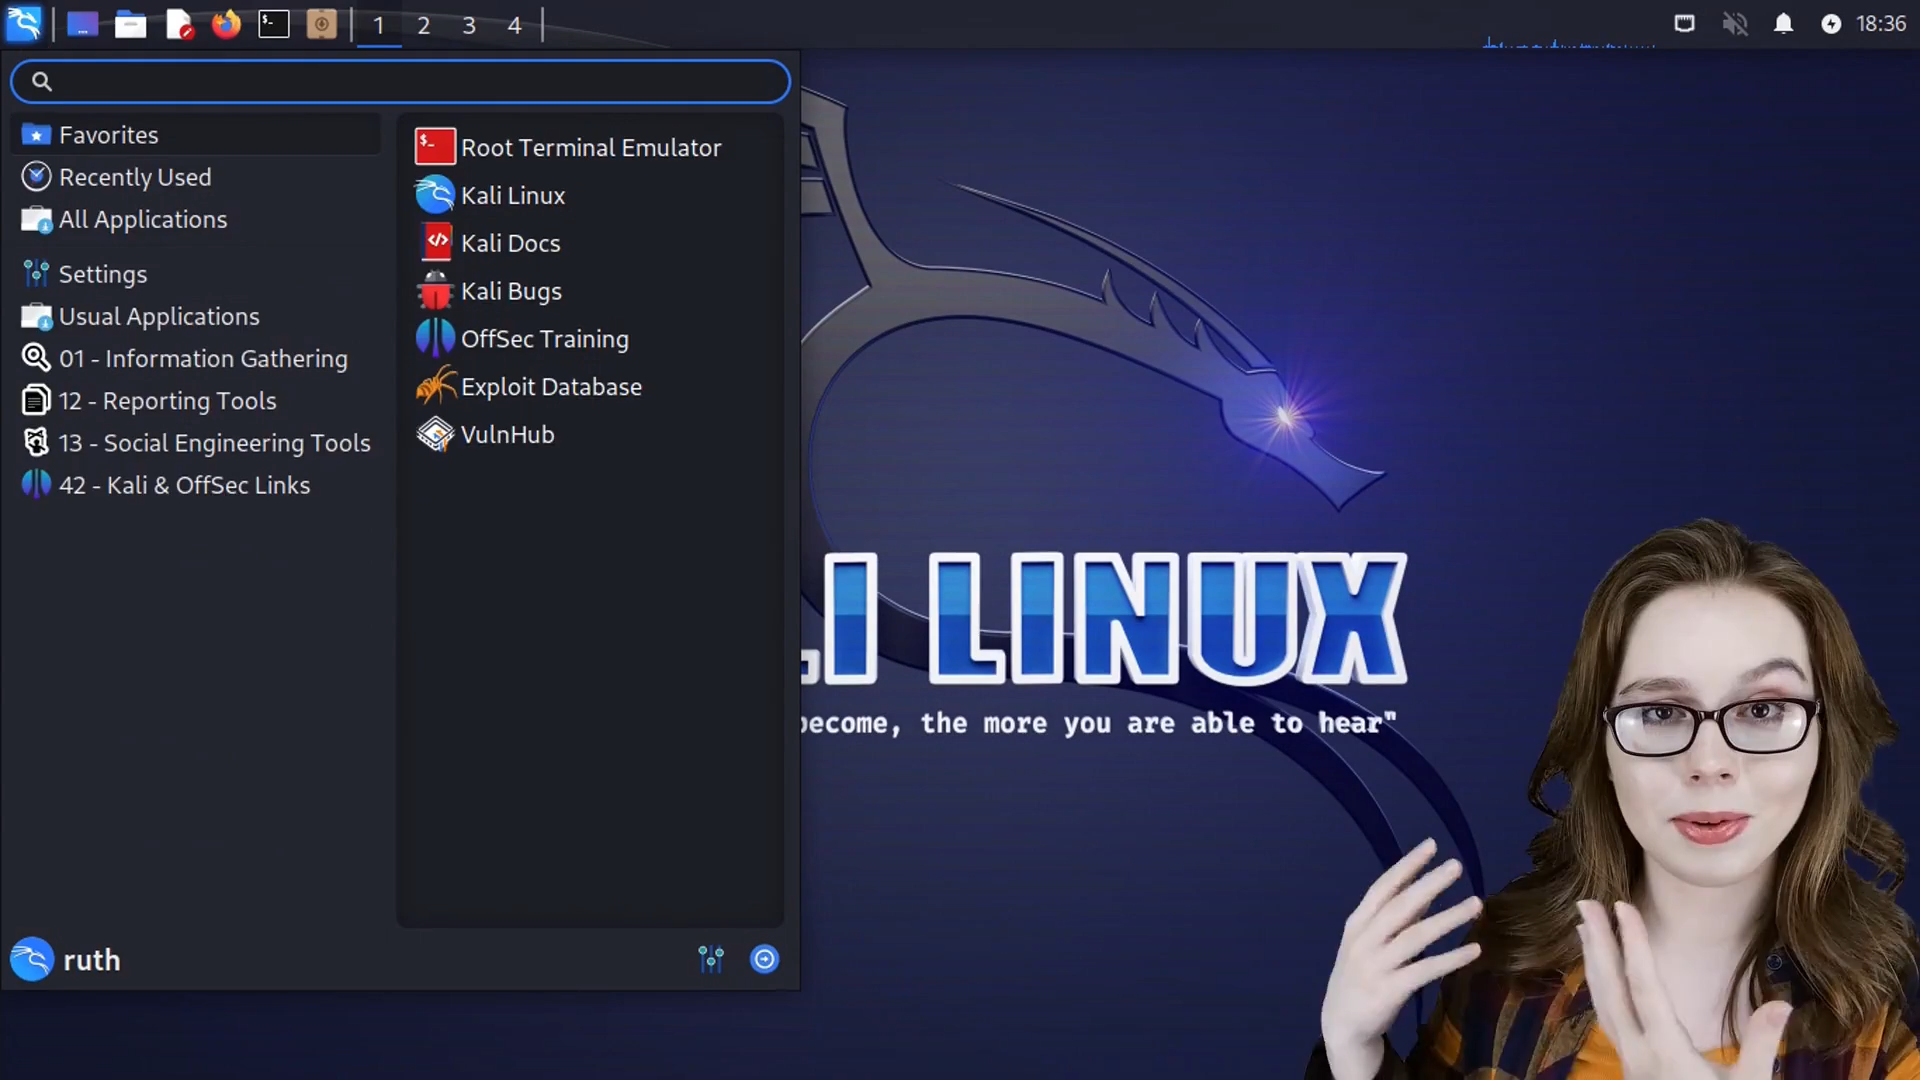 1 2 3 4
18:36
Favorites
Recently Used
All Applications
Settings
Usual Applications
01 - Information Gathering
12 - Reporting Tools
13 - Social Engineering Tools
42 - Kali & OffSec Links
Root Terminal Emulator
Kali Linux
Kali Docs
Kali Bugs
OffSec Training
Exploit Database
VulnHub
LI LINUX
become, the more you are able to hear"
ruth